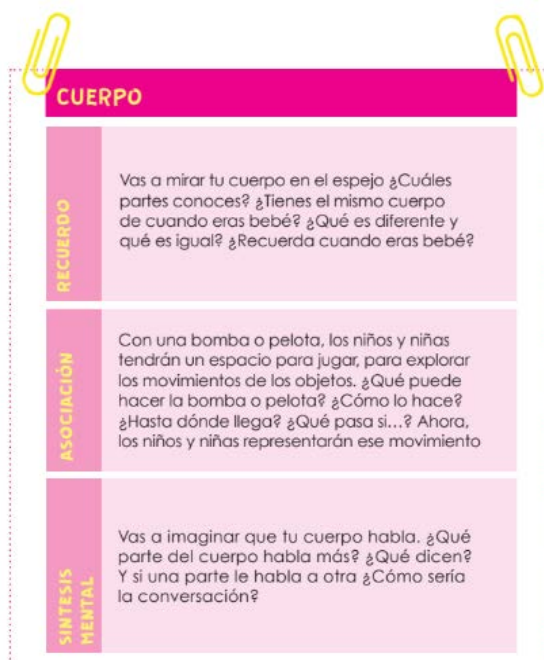 CUERPO
RECUERDO
Vas a mirar tu cuerpo en el espejo ¿Cuáles
partes conoces? ¿Tienes el mismo cuerpo
de cuando eras bebé? ¿Qué es diferente y
qué es igual? ¿Recuerda cuando eras bebé?
ASOCIACIÓN
Con una bomba o pelota, los niños y niñas
tendrán un espacio para jugar, para explorar
los movimientos de los objetos. ¿Qué puede
hacer la bomba o pelota? ¿Cómo lo hace?
¿Hasta dónde llega? ¿Qué pasa si...? Ahora,
los niños y niñas representarán ese movimiento
SINTESIS
MENTAL
Vas a imaginar que tu cuerpo habla. ¿Qué
parte del cuerpo habla más? ¿Qué dicen?
Y si una parte le habla a otra ¿Cómo sería
la conversación?